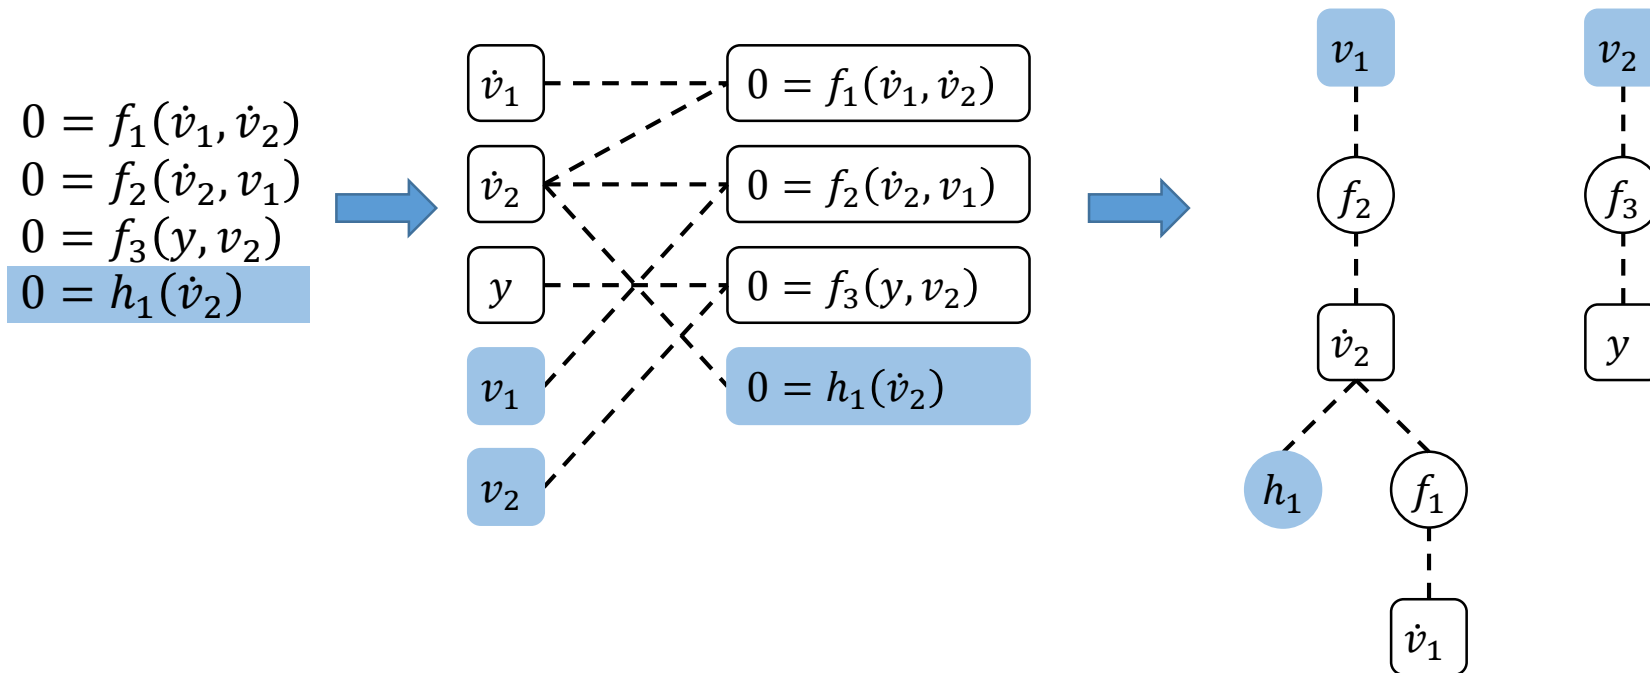 0 = f₁(v̇₁, v̇₂)
0 = f₂(v̇₂, v₁)
0 = f₃(y, v₂)
0 = h₁(v̇₂)
v̇₁
v̇₂
y
v₁
v₂
0 = f₁(v̇₁, v̇₂)
0 = f₂(v̇₂, v₁)
0 = f₃(y, v₂)
0 = h₁(v̇₂)
v₁
f₂
v̇₂
h₁
f₁
v̇₁
v₂
f₃
y